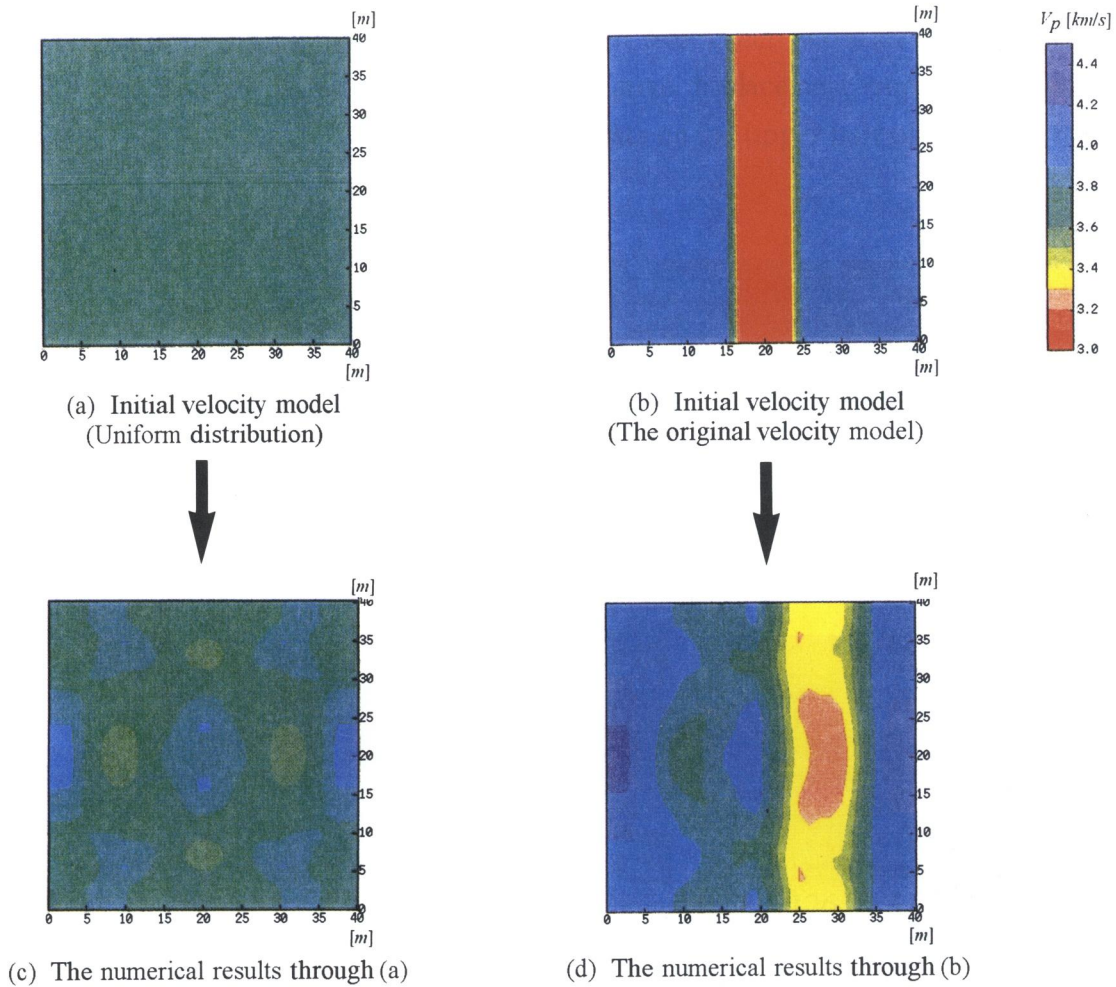 [m]
40
35
30
25
20
15
10
5
0
0 5 10 15 20 25 30 35 40
[m]
(a) Initial velocity model
(Uniform distribution)
[m]
40
35
30
25
20
15
10
5
0
0 5 10 15 20 25 30 35 40
[m]
(b) Initial velocity model
(The original velocity model)
Vp [km/s]
4.4
4.2
4.0
3.8
3.6
3.4
3.2
3.0
[m]
40
35
30
25
20
15
10
5
0
0 5 10 15 20 25 30 35 40
[m]
(c) The numerical results through (a)
[m]
40
35
30
25
20
15
10
5
0
0 5 10 15 20 25 30 35 40
[m]
(d) The numerical results through (b)